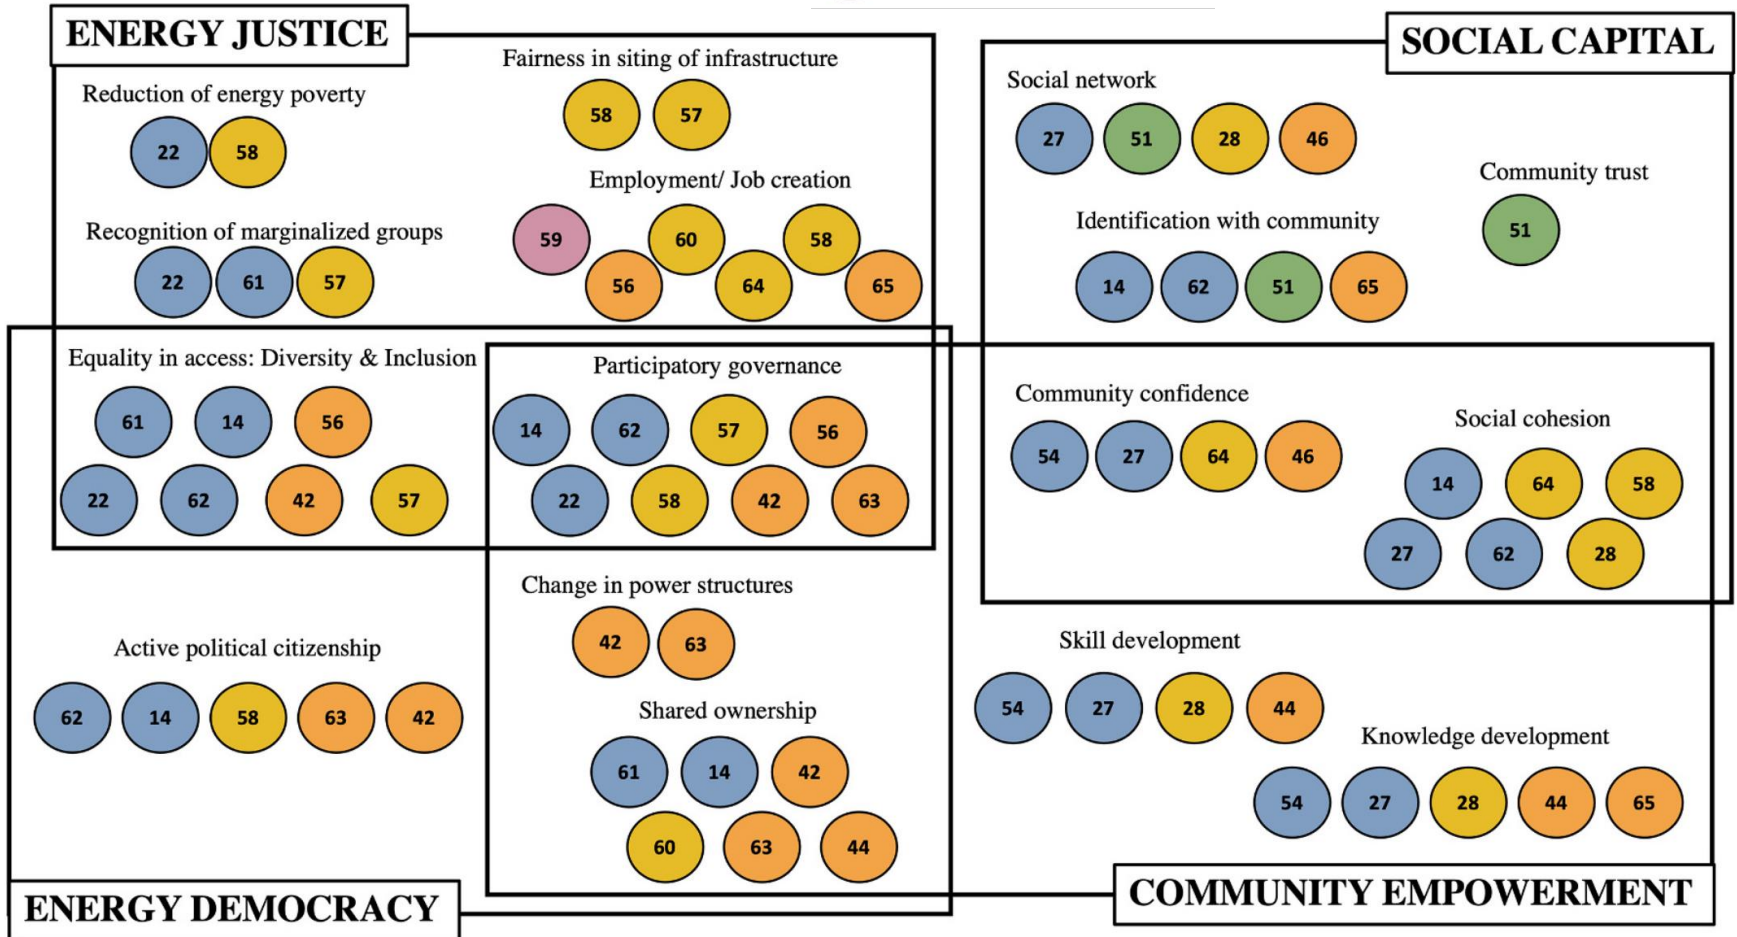 ENERGY JUSTICE
Reduction of energy poverty
22 58
Recognition of marginalized groups
22 61 57
Fairness in siting of infrastructure
58 57
Employment/ Job creation
59 60 58
56 64 65
Equality in access: Diversity & Inclusion
61 14 56
22 62 42 57
Participatory governance
14 62 57 56
22 58 42 63
Active political citizenship
62 14 58 63 42
Change in power structures
42 63
Shared ownership
61 14 42
60 63 44
ENERGY DEMOCRACY
SOCIAL CAPITAL
Social network
27 51 28 46
Community trust
51
Identification with community
14 62 51 65
Community confidence
54 27 64 46
Social cohesion
14 64 58
27 62 28
Skill development
54 27 28 44
Knowledge development
54 27 28 44 65
COMMUNITY EMPOWERMENT